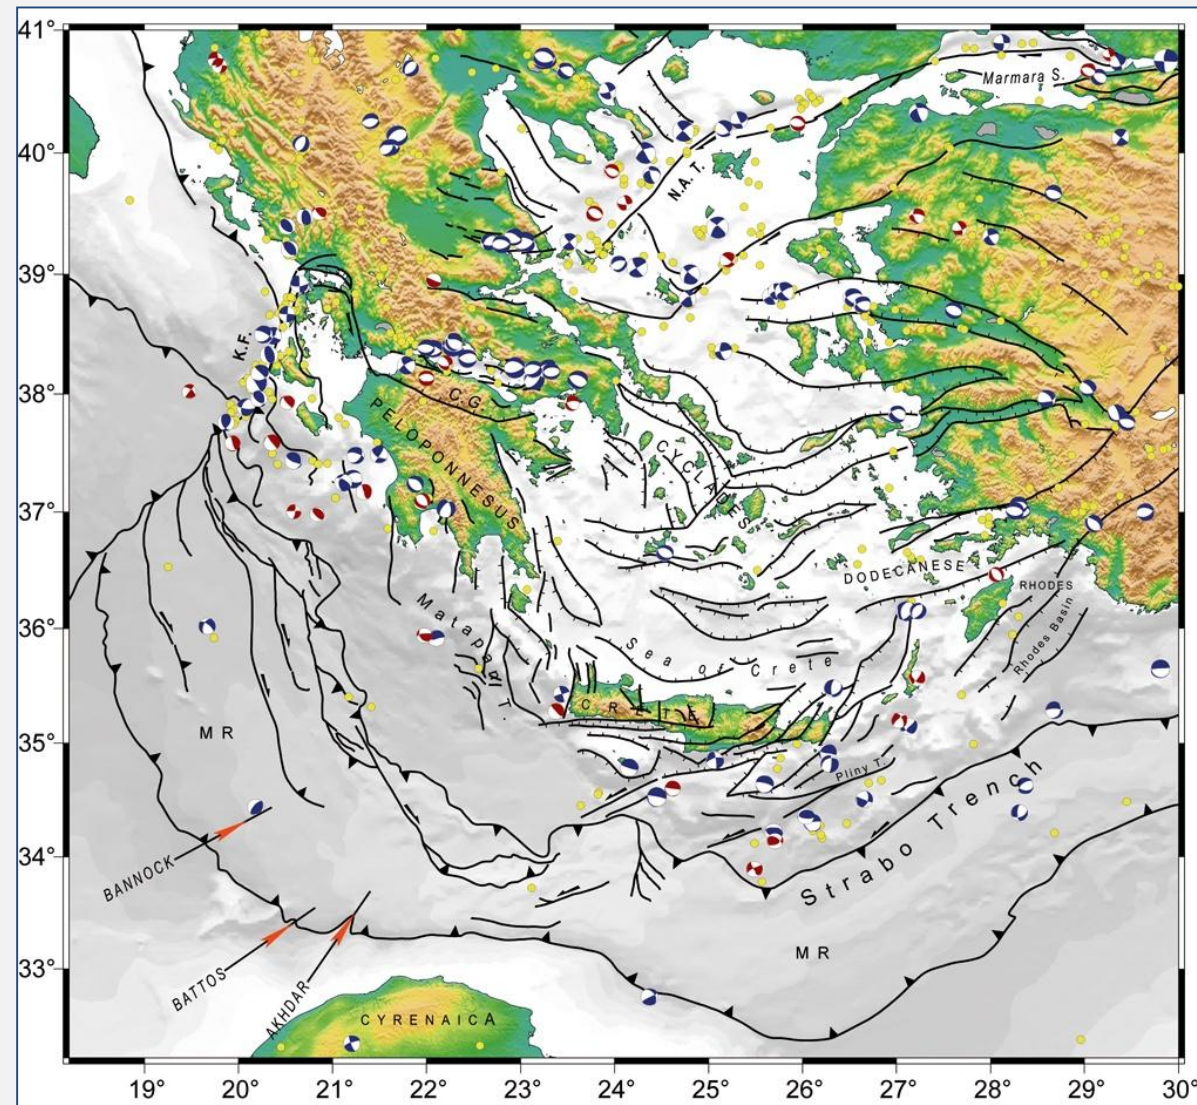 41°
Marmara S.
40°
N.A.T.
39°
K.F.
38°
C.G.
PELOPONNESUS
CYCLADES
37°
DODECANESE
RHODES
Rhodes Basin
36°
Matapan T.
Sea of Crete
CRETE
35°
MR
Pliny T.
Strabo Trench
34°
BANNOCK
MR
33°
BATTOS
AKHDAR
CYRENAICA
19° 20° 21° 22° 23° 24° 25° 26° 27° 28° 29° 30°